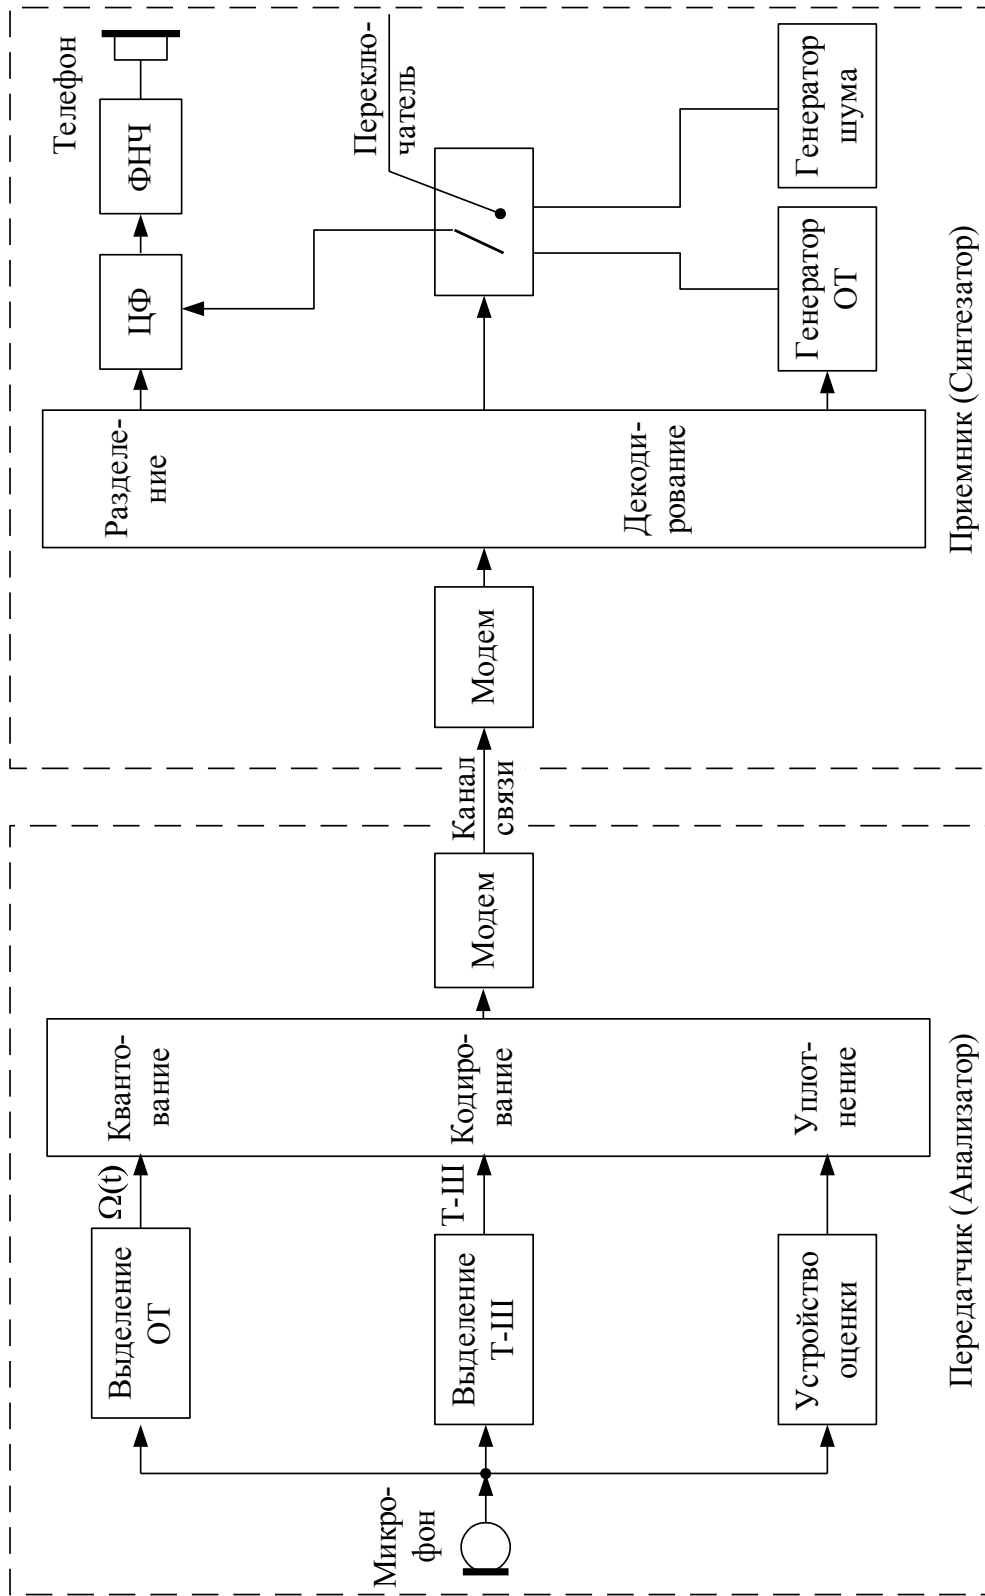 Микро-
фон
Выделение
ОТ
Ω(t)
Выделение
Т-Ш
Т-Ш
Устройство
оценки
Кванто-
вание
Кодиро-
вание
Уплот-
нение
Модем
Канал
связи
Модем
Разделе-
ние
Декоди-
рование
ЦФ
ФНЧ
Телефон
Переклю-
чатель
Генератор
ОТ
Генератор
шума
Передатчик (Анализатор)
Приемник (Синтезатор)